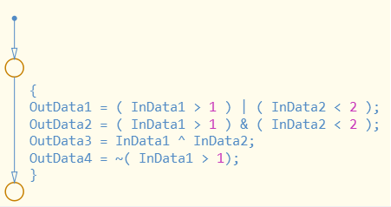 {
OutData1 = ( InData1 > 1 ) | ( InData2 < 2 );
OutData2 = ( InData1 > 1 ) & ( InData2 < 2 );
OutData3 = InData1 ^ InData2;
OutData4 = ~( InData1 > 1);
}